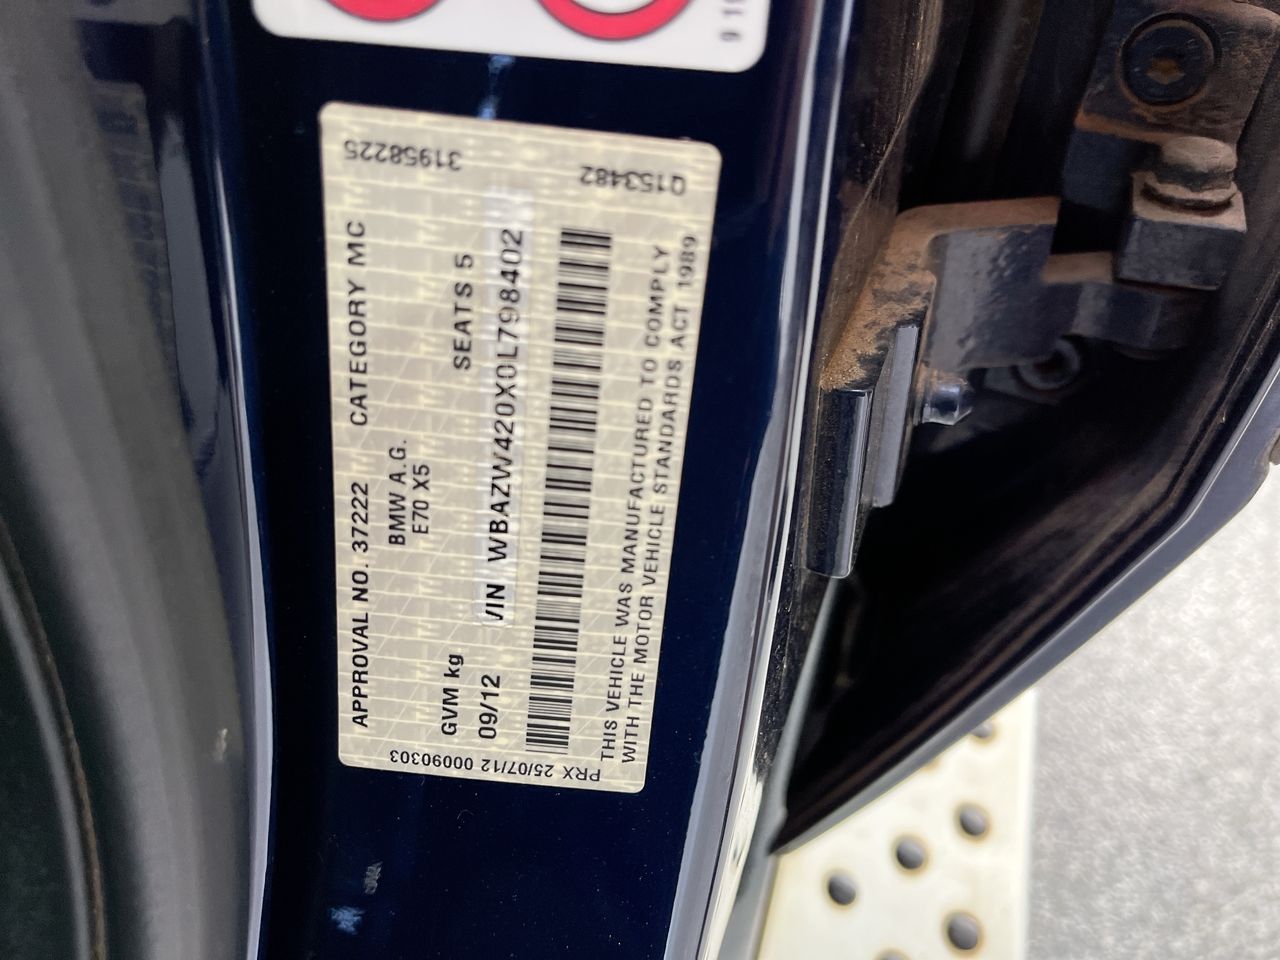 APPROVAL NO. 37222 CATEGORY MC
BMW A.G.
E70 X5
GVM kg SEATS 5
09/12 VIN WBAZW420X0L798402
THIS VEHICLE WAS MANUFACTURED TO COMPLY
WITH THE MOTOR VEHICLE STANDARDS ACT 1989
31958225 Q153482
PRX 25/07/12 00090303